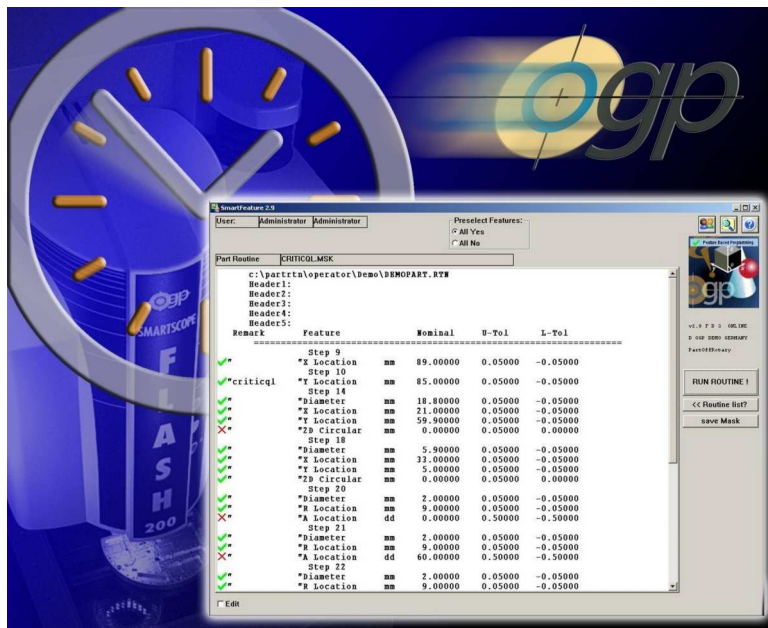 ogp
ogp
SMARTSCOPE
FLASH
200
SmartFeature 2.9
User: Administrator Administrator
Preselect Features:
All Yes
All No
Part Routine CRITICQL.MSK
c:\partrtn\operator\Demo\DEMOPART.RTN
Header1:
Header2:
Header3:
Header4:
Header5:
Remark Feature Nominal U-Tol L-Tol
Step 9
" "X Location mm 89.00000 0.05000 -0.05000
Step 10
"criticql "Y Location mm 85.00000 0.05000 -0.05000
Step 14
" "Diameter mm 18.80000 0.05000 -0.05000
" "X Location mm 21.00000 0.05000 -0.05000
" "Y Location mm 59.90000 0.05000 -0.05000
" "2D Circular mm 0.00000 0.05000 0.00000
Step 18
" "Diameter mm 5.90000 0.05000 -0.05000
" "X Location mm 33.00000 0.05000 -0.05000
" "Y Location mm 5.00000 0.05000 -0.05000
" "2D Circular mm 0.00000 0.05000 0.00000
Step 20
" "Diameter mm 2.00000 0.05000 -0.05000
" "R Location mm 9.00000 0.05000 -0.05000
" "A Location dd 0.00000 0.50000 -0.50000
Step 21
" "Diameter mm 2.00000 0.05000 -0.05000
" "R Location mm 9.00000 0.05000 -0.05000
" "A Location dd 60.00000 0.50000 -0.50000
Step 22
" "Diameter mm 2.00000 0.05000 -0.05000
" "R Location mm 9.00000 0.05000 -0.05000
Edit
Feature Based Programming
ogp
v2.9 F D 3 ONLINE
D OGP DEMO GERMANY
PartOffRotary
RUN ROUTINE !
<< Routine list?
save Mask